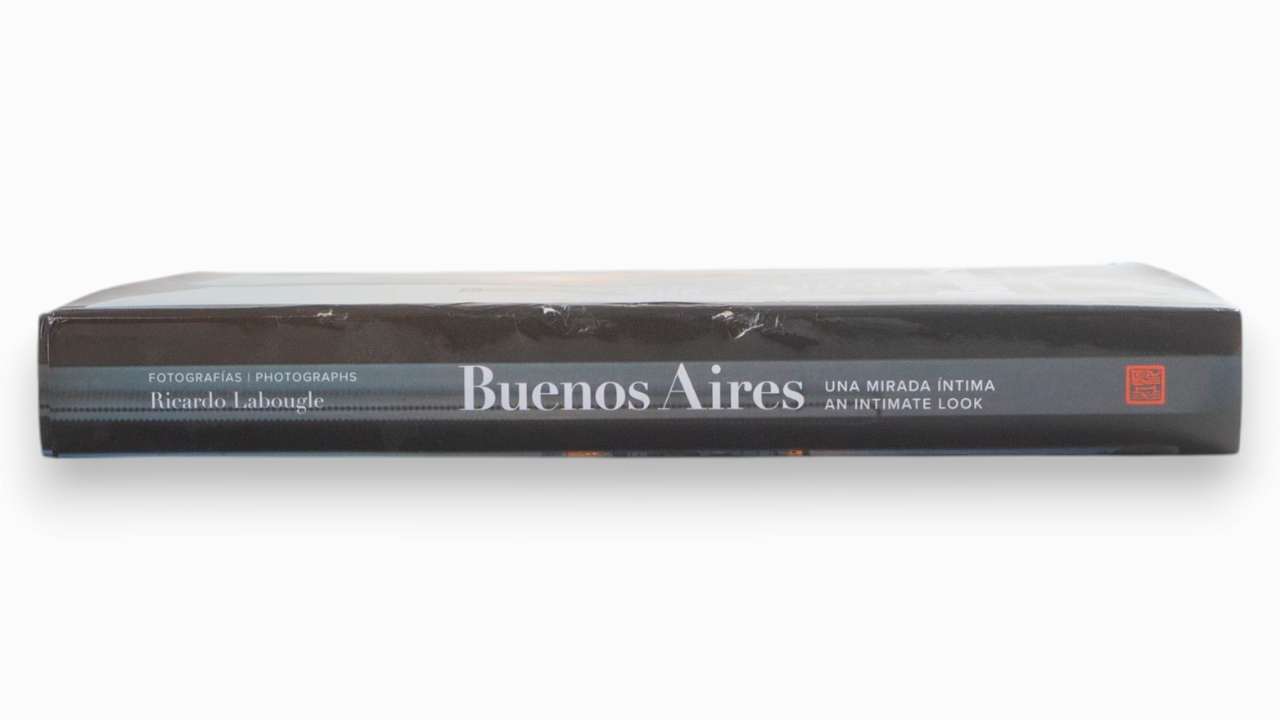 FOTOGRAFÍAS | PHOTOGRAPHS
Ricardo Labougle
Buenos Aires
UNA MIRADA ÍNTIMA
AN INTIMATE LOOK